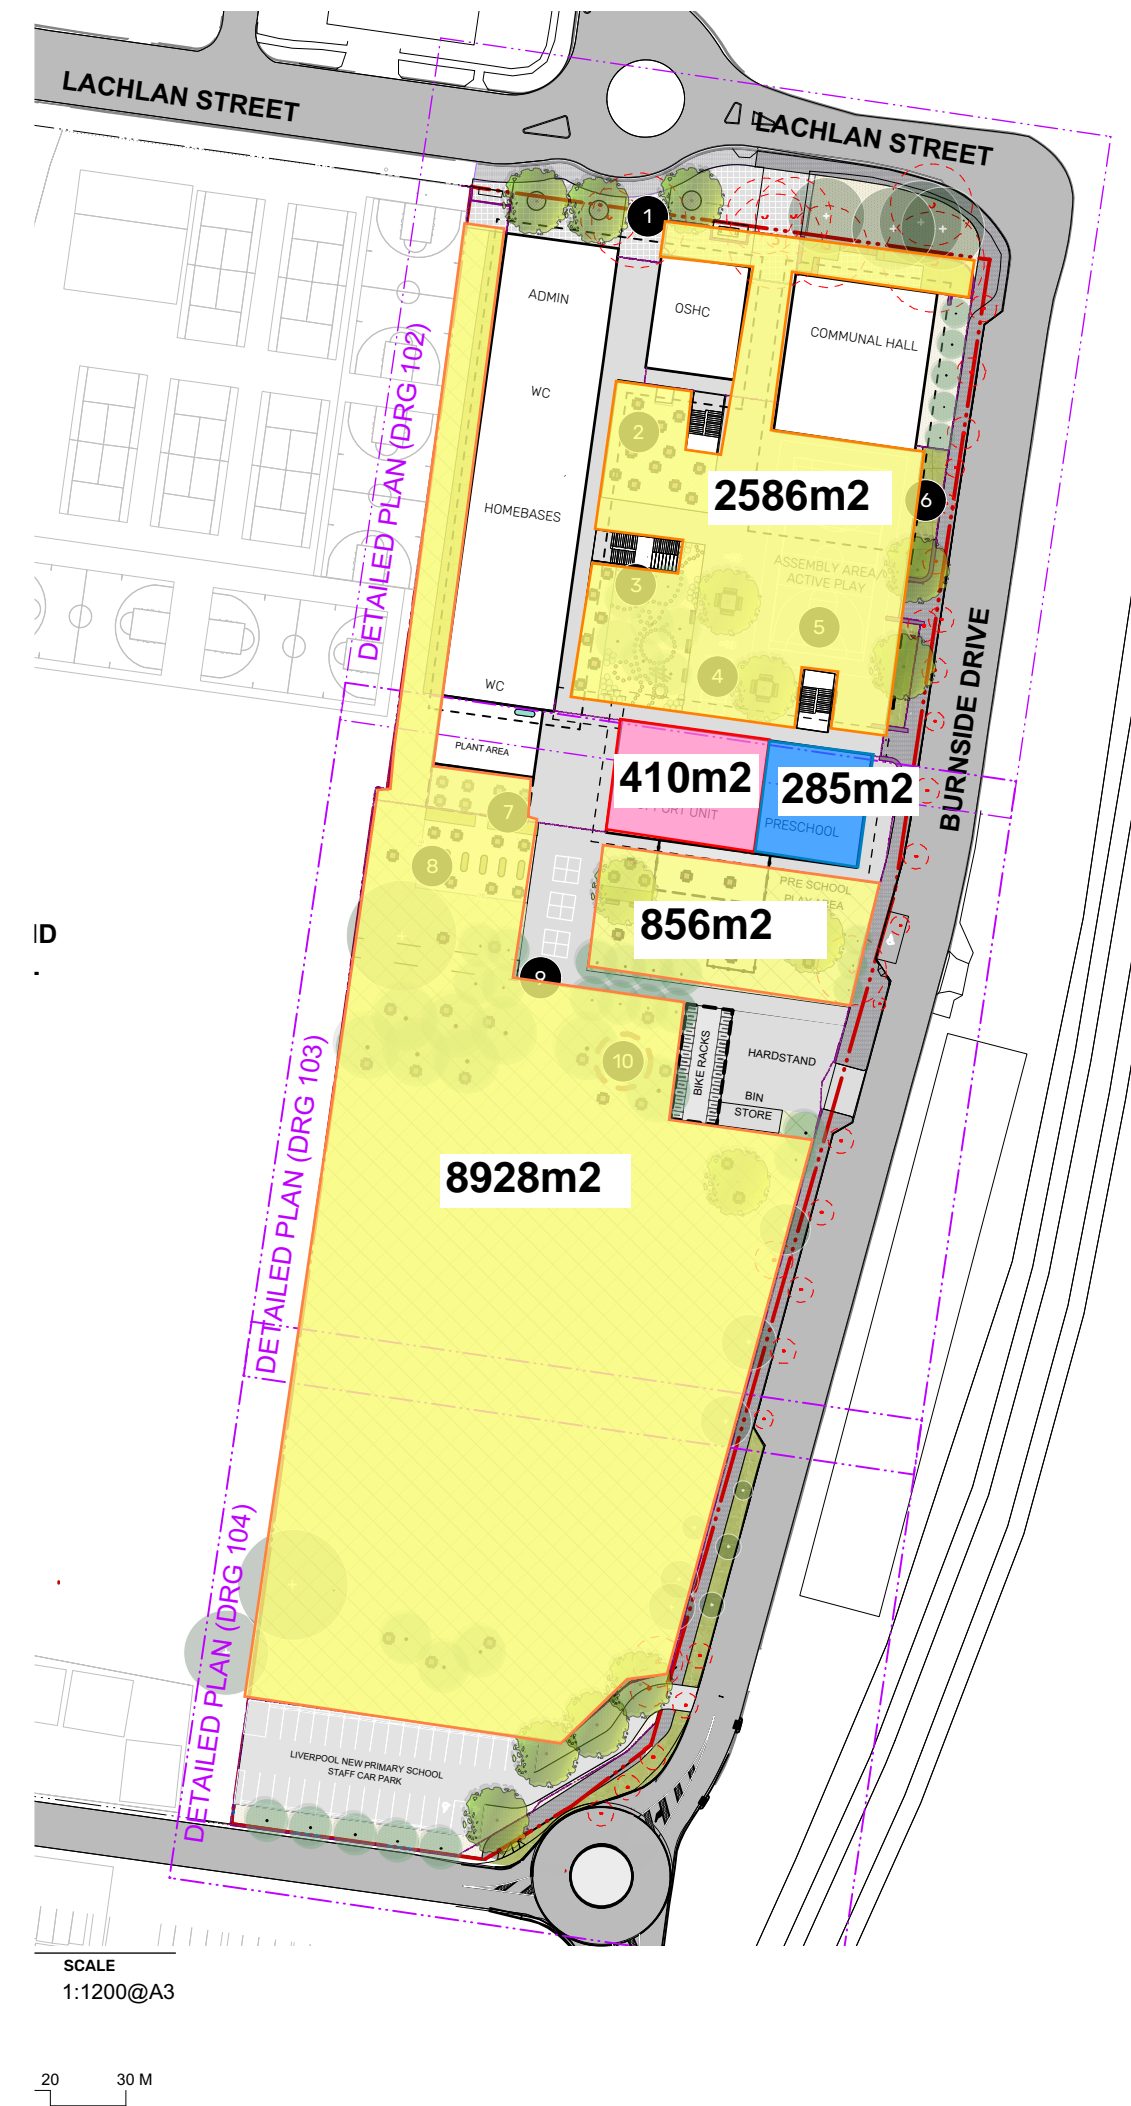 LACHLAN STREET
LACHLAN STREET
1
ADMIN
OSHC
COMMUNAL HALL
DETAILED PLAN (DRG 102)
WC
2
2586m2
6
HOMEBASES
ASSEMBLY AREA/
ACTIVE PLAY
3
5
4
BURNSIDE DRIVE
WC
PLANT AREA
410m2
285m2
UNIT
PRESCHOOL
7
8
PRE SCHOOL
PLAY AREA
856m2
9
DETAILED PLAN (DRG 103)
10
BIKE RACKS
HARDSTAND
BIN
STORE
8928m2
DETAILED PLAN (DRG 104)
LIVERPOOL NEW PRIMARY SCHOOL
STAFF CAR PARK
SCALE
1:1200@A3
20
30 M